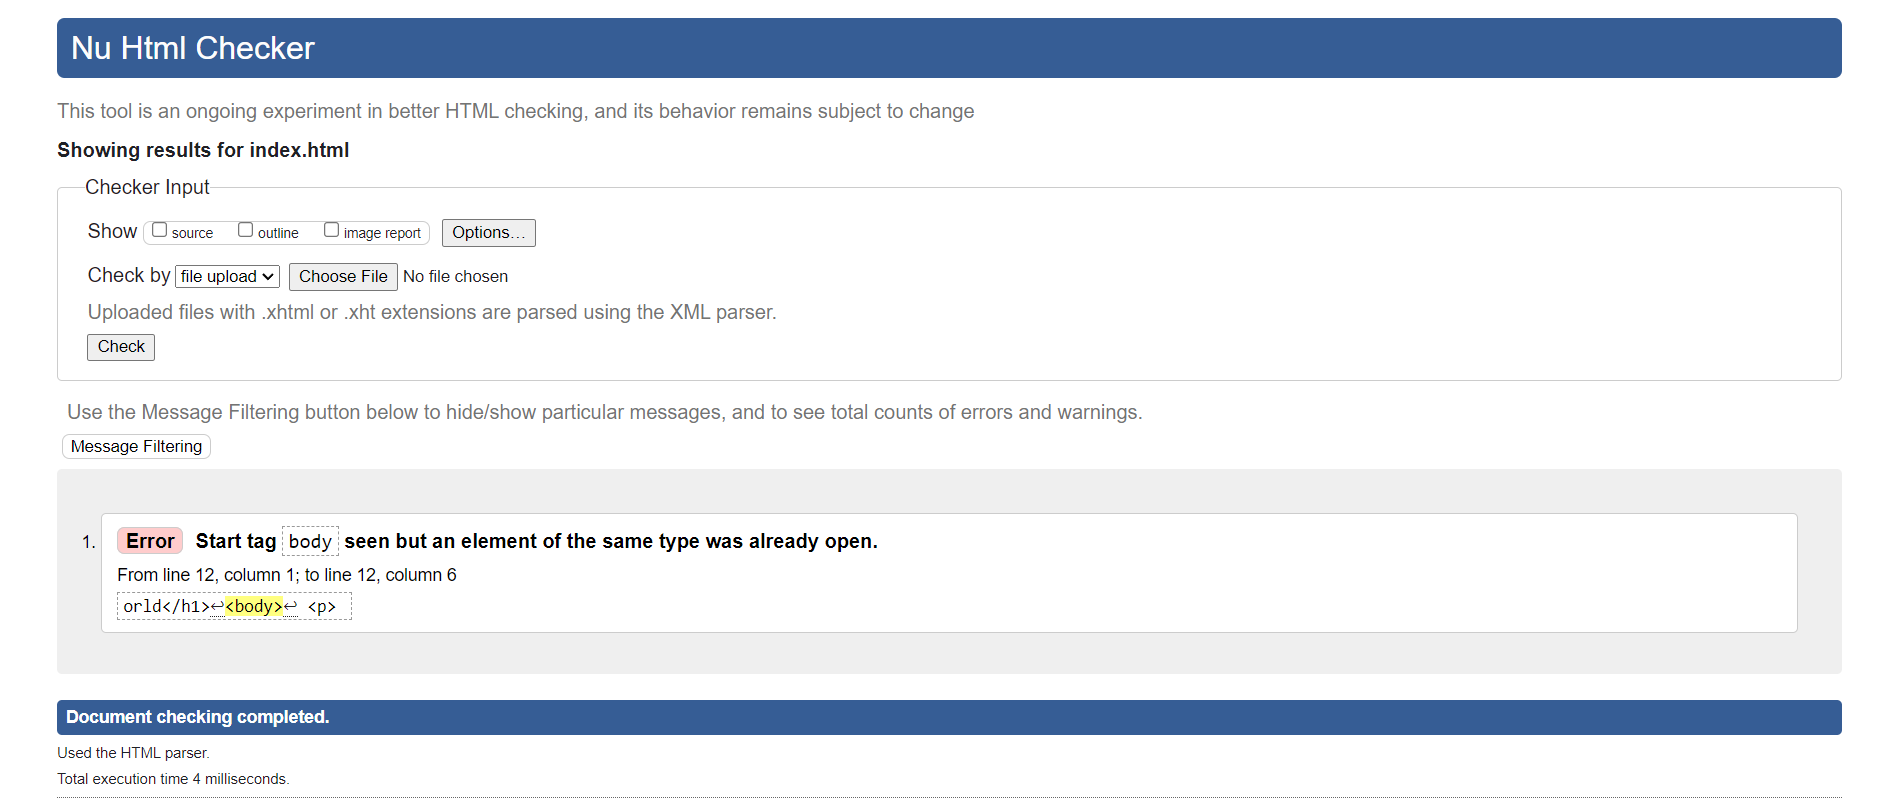 Nu Html Checker
This tool is an ongoing experiment in better HTML checking, and its behavior remains subject to change
Showing results for index.html
Checker Input
Show source outline image report Options...
Check by file upload Choose File No file chosen
Uploaded files with .xhtml or .xht extensions are parsed using the XML parser.
Check
Use the Message Filtering button below to hide/show particular messages, and to see total counts of errors and warnings.
Message Filtering
1. Error Start tag body seen but an element of the same type was already open.
From line 12, column 1; to line 12, column 6
orld</h1>↩<body>↩ <p>
Document checking completed.
Used the HTML parser.
Total execution time 4 milliseconds.